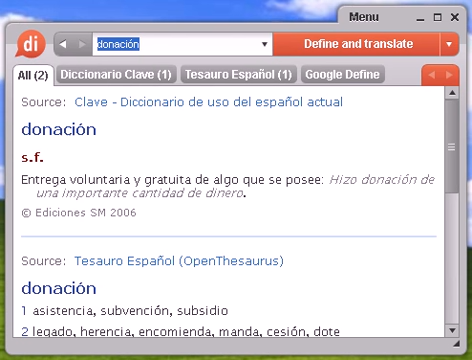 Menu
di
donación
Define and translate
All (2)
Diccionario Clave (1)
Tesauro Español (1)
Google Define
Source: Clave - Diccionario de uso del español actual
donación
s.f.
Entrega voluntaria y gratuita de algo que se posee: Hizo donación de
una importante cantidad de dinero.
© Ediciones SM 2006
Source: Tesauro Español (OpenThesaurus)
donación
1 asistencia, subvención, subsidio
2 legado, herencia, encomienda, manda, cesión, dote